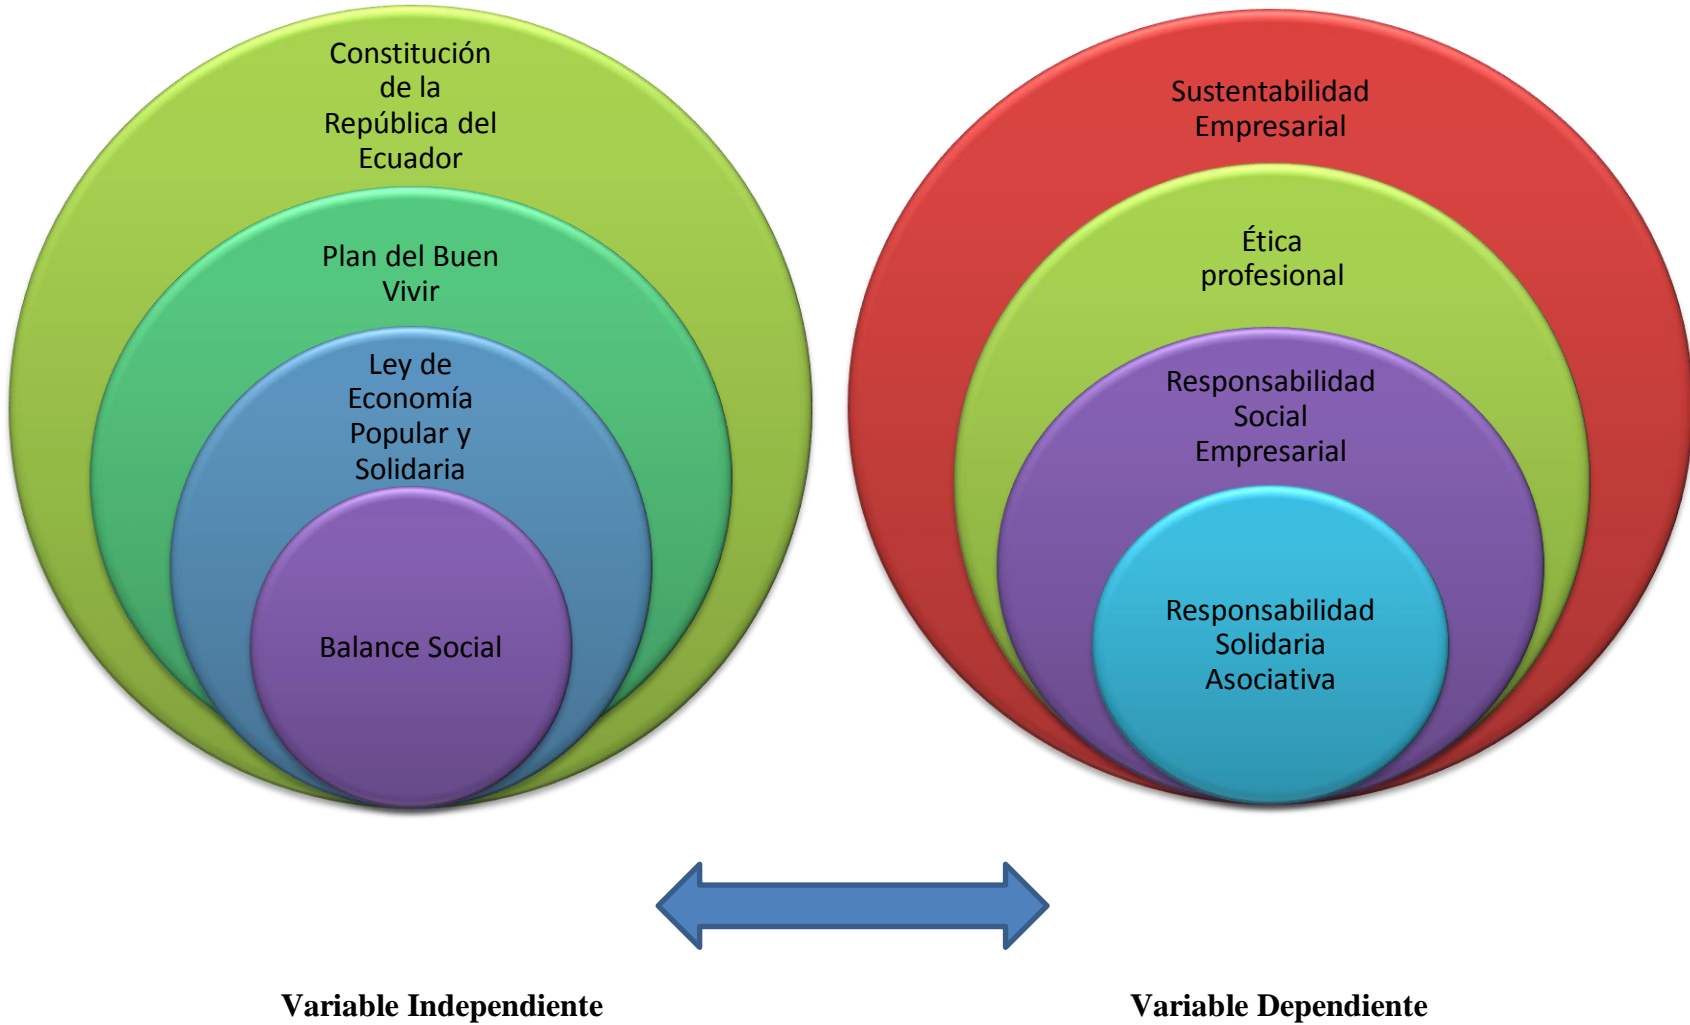 Constitución
de la
República del
Ecuador
Plan del Buen
Vivir
Ley de
Economía
Popular y
Solidaria
Balance Social
Sustentabilidad
Empresarial
Ética
profesional
Responsabilidad
Social
Empresarial
Responsabilidad
Solidaria
Asociativa
Variable Independiente
Variable Dependiente